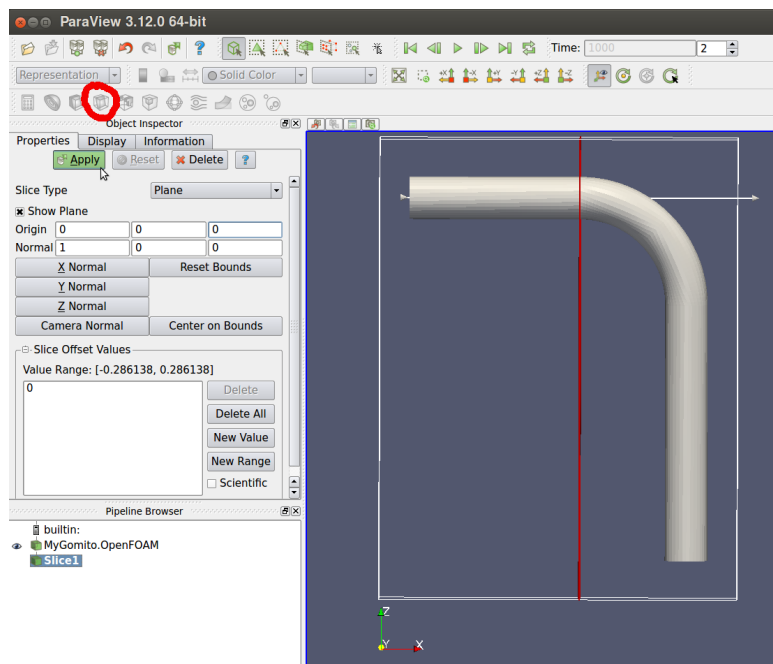 ParaView 3.12.0 64-bit
Time: 1000 2
Representation Solid Color
Object Inspector
Properties Display Information
Apply Reset Delete ?
Slice Type Plane
Show Plane
Origin 0 0 0
Normal 1 0 0
X Normal Reset Bounds
Y Normal
Z Normal
Camera Normal Center on Bounds
Slice Offset Values
Value Range: [-0.286138, 0.286138]
0 Delete
Delete All
New Value
New Range
Scientific
Pipeline Browser
builtin:
MyGomito.OpenFOAM
Slice1
Z
Y X